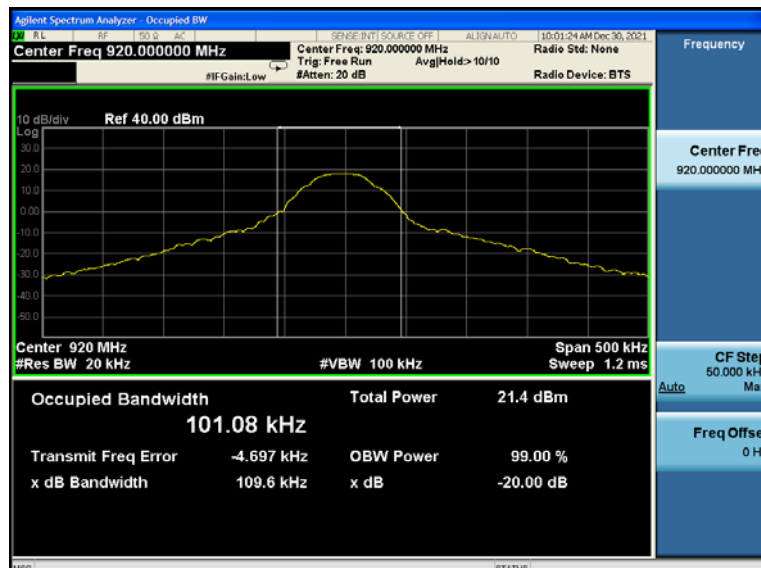 Agilent Spectrum Analyzer - Occupied BW
RL RF 50 Ω AC SENSE:INT SOURCE OFF ALIGNAUTO 10:01:24 AM Dec 30, 2021
Center Freq 920.000000 MHz
Center Freq: 920.000000 MHz Radio Std: None
Trig: Free Run Avg|Hold:> 10/10
#IFGain:Low #Atten: 20 dB Radio Device: BTS
10 dB/div Ref 40.00 dBm
Log
30.0
20.0
10.0
0.00
-10.0
-20.0
-30.0
-40.0
-50.0
Center 920 MHz Span 500 kHz
#Res BW 20 kHz #VBW 100 kHz Sweep 1.2 ms
Occupied Bandwidth Total Power 21.4 dBm
101.08 kHz
Transmit Freq Error -4.697 kHz OBW Power 99.00 %
x dB Bandwidth 109.6 kHz x dB -20.00 dB
Frequency
Center Fre
920.000000 MH
CF Ste
50.000 kH
Auto Ma
Freq Offse
0 H